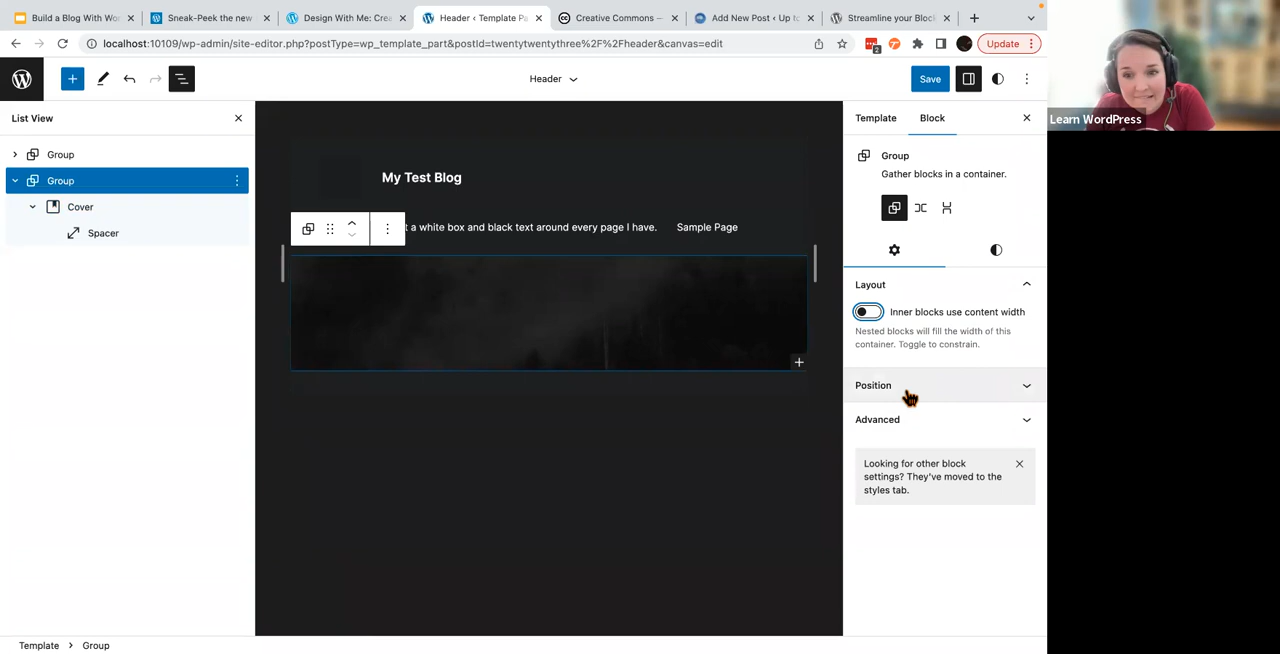 Build a Blog With Wo
Sneak-Peek the new
Design With Me: Crea
Header ‹ Template Pa
Creative Commons —
Add New Post ‹ Up to
Streamline your Block
localhost:10109/wp-admin/site-editor.php?postType=wp_template_part&postId=twentytwentythree%2F%2Fheader&canvas=edit
2
Update
Header
Save
List View
Template
Block
Group
Group
Cover
Spacer
My Test Blog
t a white box and black text around every page I have.
Sample Page
Group
Gather blocks in a container.
Layout
Inner blocks use content width
Nested blocks will fill the width of this
container. Toggle to constrain.
Position
Advanced
Looking for other block
settings? They've moved to the
styles tab.
Template > Group
Learn WordPress